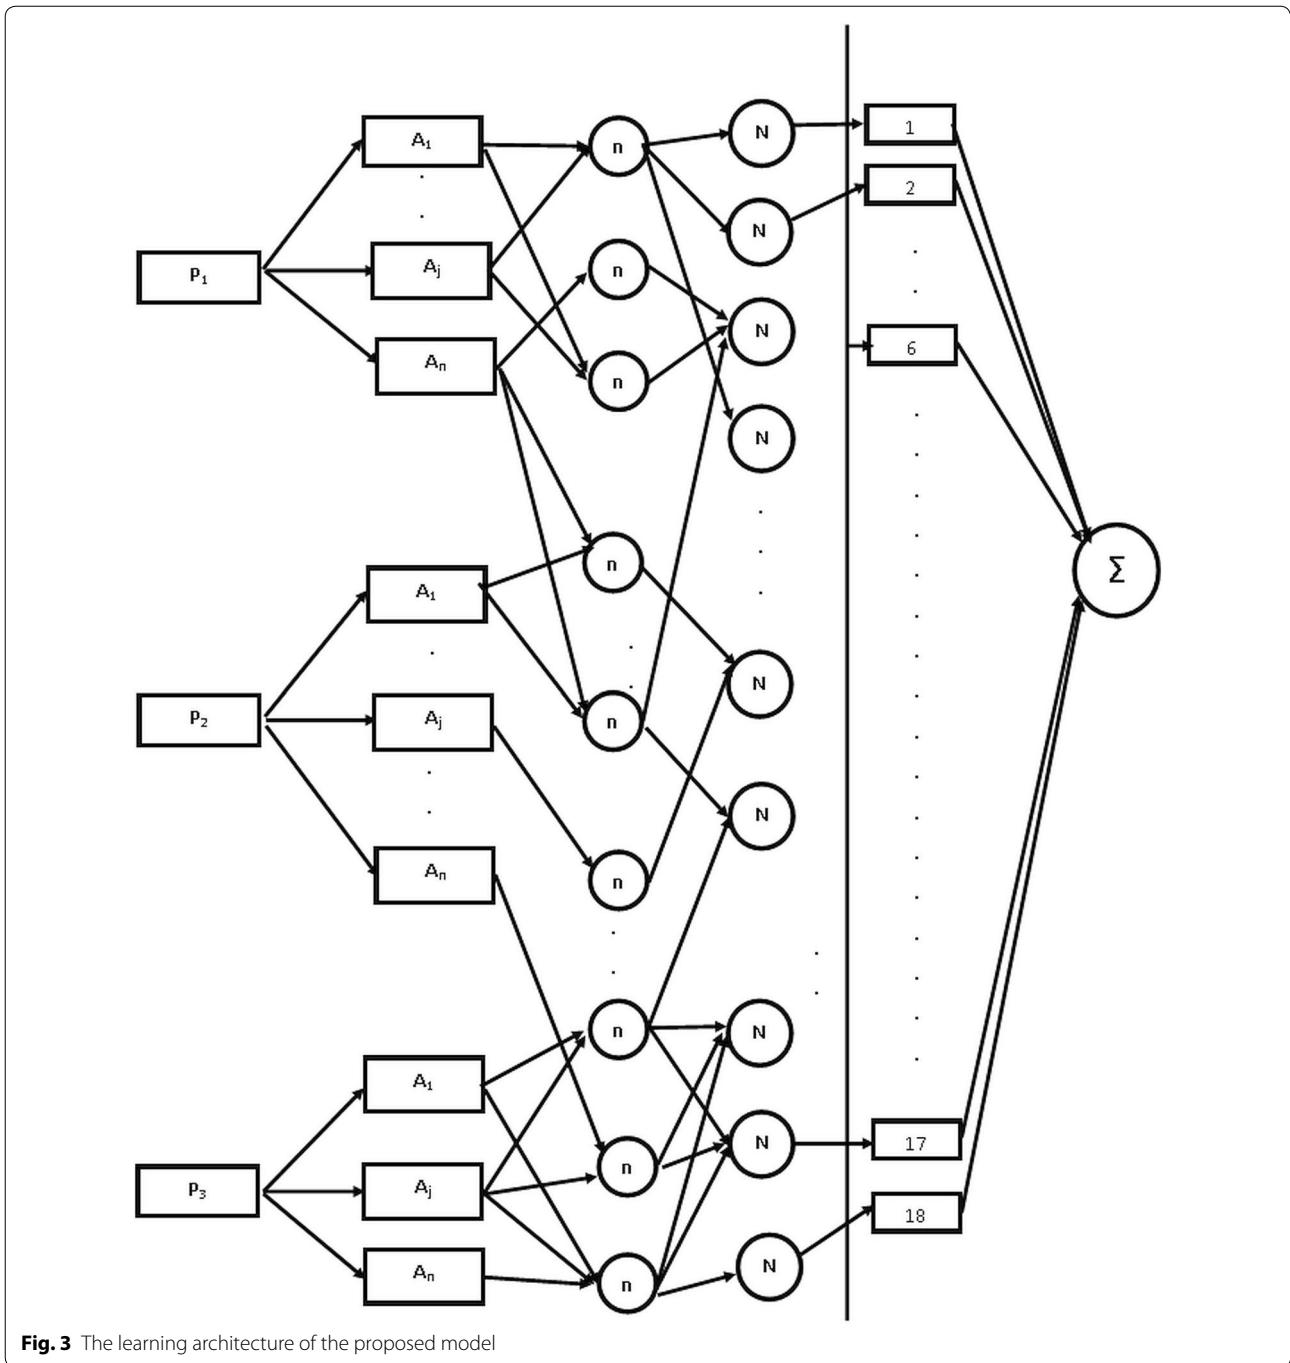 A₁ n N 1
N 2
P₁ Aⱼ n
N
Aₙ n 6
N
n
A₁ Σ
N
P₂ Aⱼ n
N
Aₙ n
n N
A₁
N 17
P₃ Aⱼ n
18
Aₙ n N
Fig. 3 The learning architecture of the proposed model